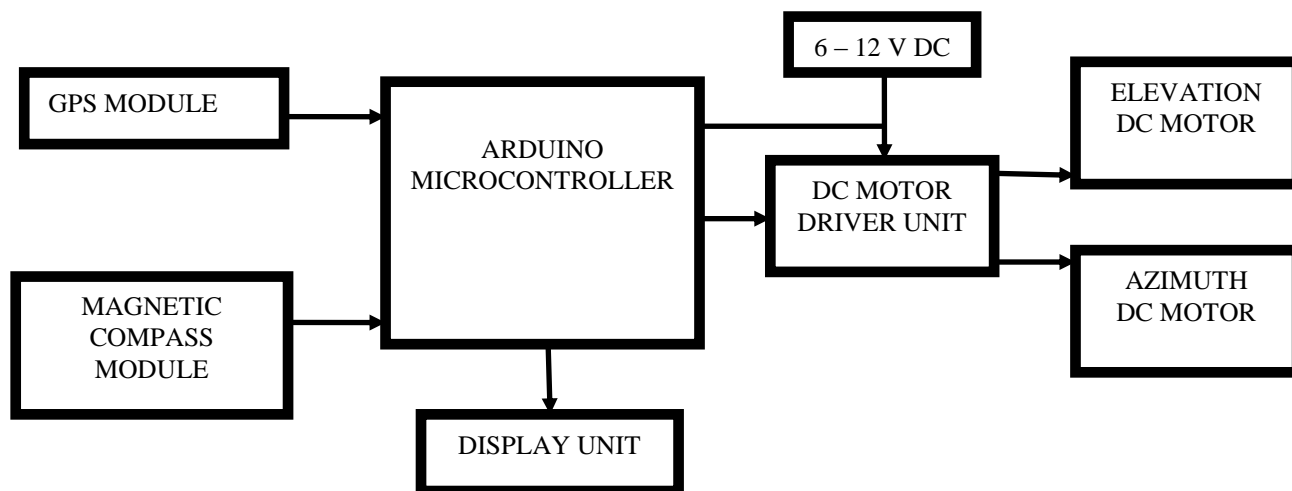 GPS MODULE
MAGNETIC
COMPASS
MODULE
ARDUINO
MICROCONTROLLER
DISPLAY UNIT
6 – 12 V DC
DC MOTOR
DRIVER UNIT
ELEVATION
DC MOTOR
AZIMUTH
DC MOTOR